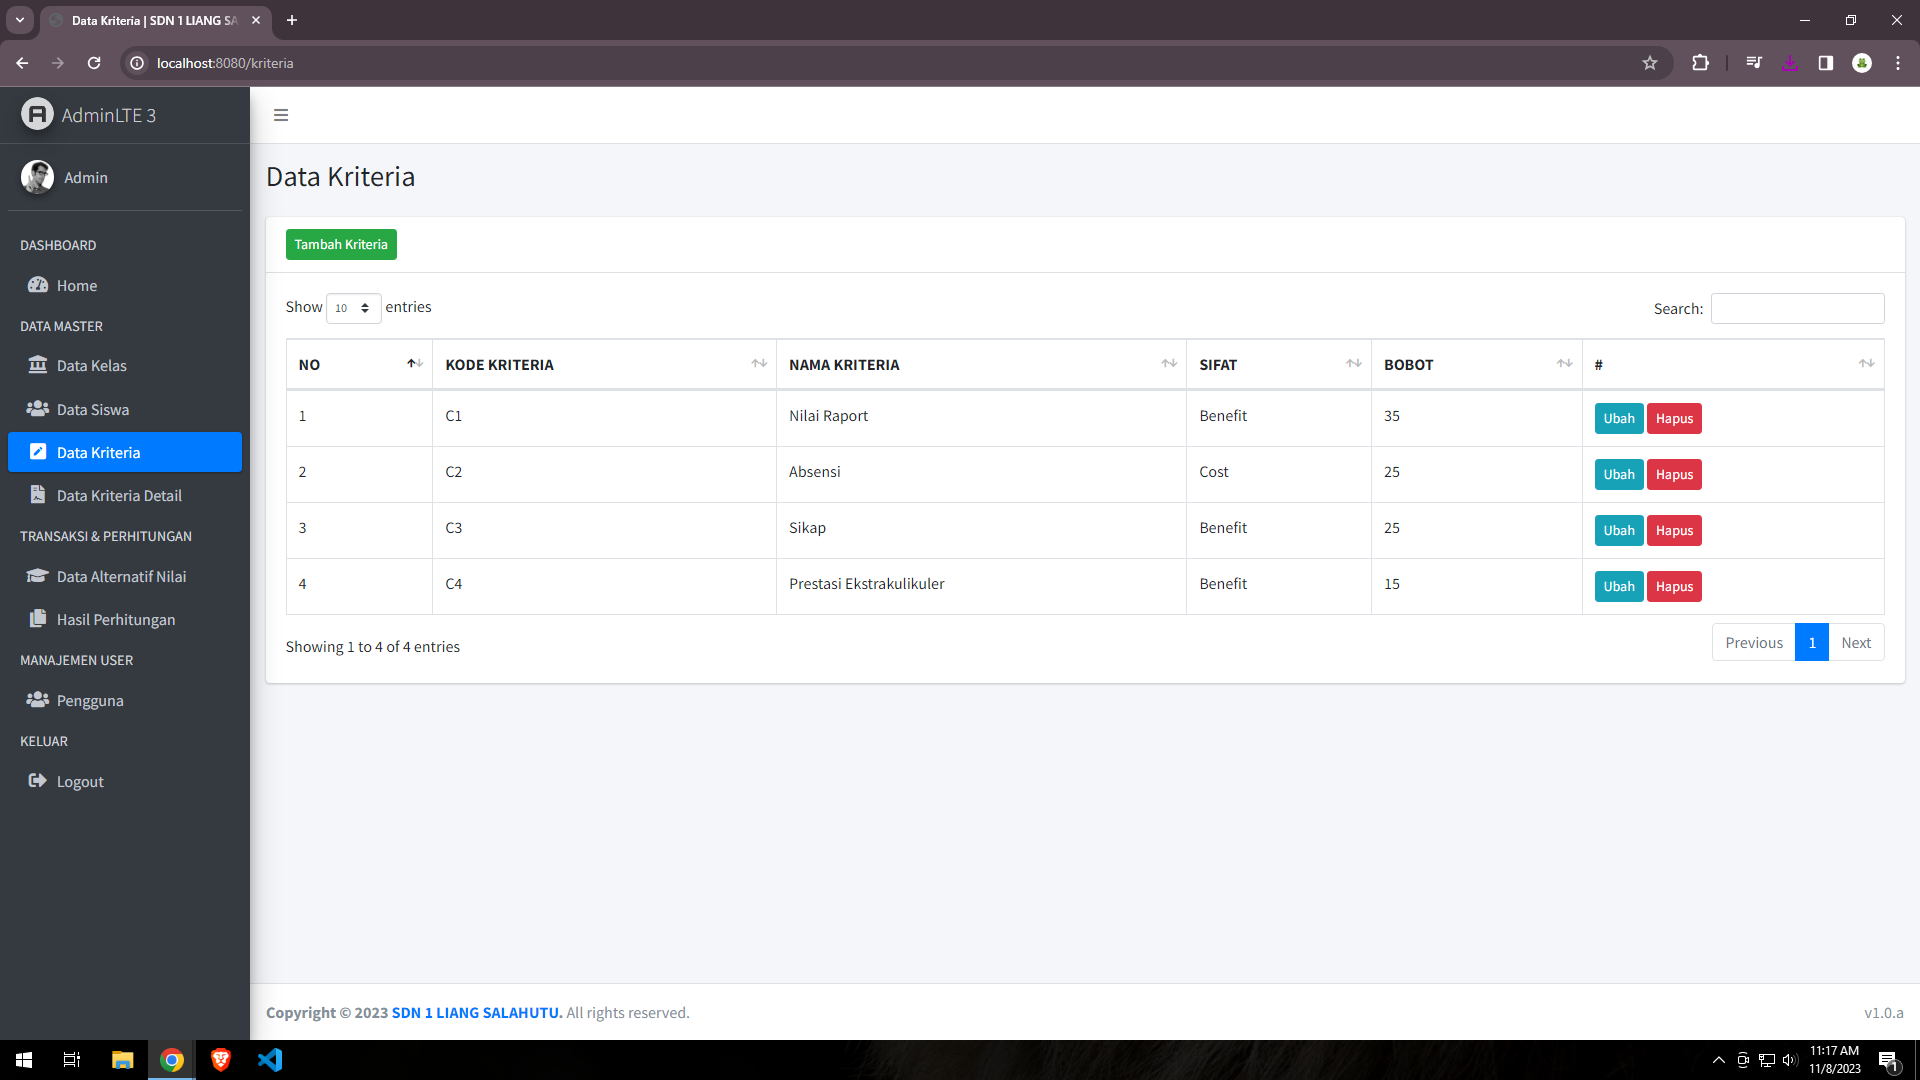 Data Kriteria | SDN 1 LIANG SA
localhost:8080/kriteria
AdminLTE 3
Admin
DASHBOARD
Home
DATA MASTER
Data Kelas
Data Siswa
Data Kriteria
Data Kriteria Detail
TRANSAKSI & PERHITUNGAN
Data Alternatif Nilai
Hasil Perhitungan
MANAJEMEN USER
Pengguna
KELUAR
Logout
Data Kriteria
Tambah Kriteria
Show 10 entries
Search:
NO KODE KRITERIA NAMA KRITERIA SIFAT BOBOT #
1 C1 Nilai Raport Benefit 35 Ubah Hapus
2 C2 Absensi Cost 25 Ubah Hapus
3 C3 Sikap Benefit 25 Ubah Hapus
4 C4 Prestasi Ekstrakulikuler Benefit 15 Ubah Hapus
Showing 1 to 4 of 4 entries
Previous 1 Next
Copyright © 2023 SDN 1 LIANG SALAHUTU. All rights reserved.
v1.0.a
11:17 AM
11/8/2023
1